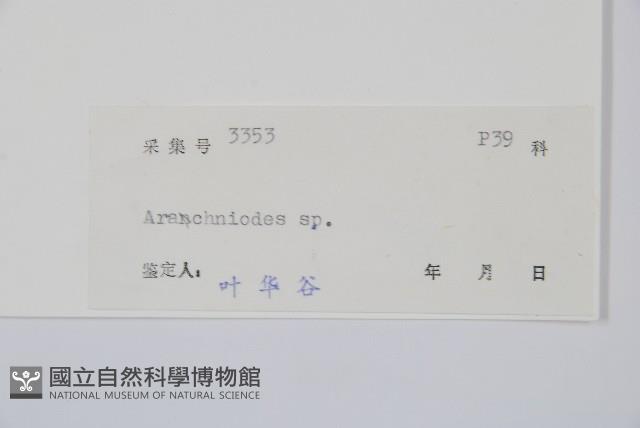 采集号 3353 P39 科
Aranchniodes sp.
鉴定人: 叶华谷 年 月 日
國立自然科學博物館
NATIONAL MUSEUM OF NATURAL SCIENCE